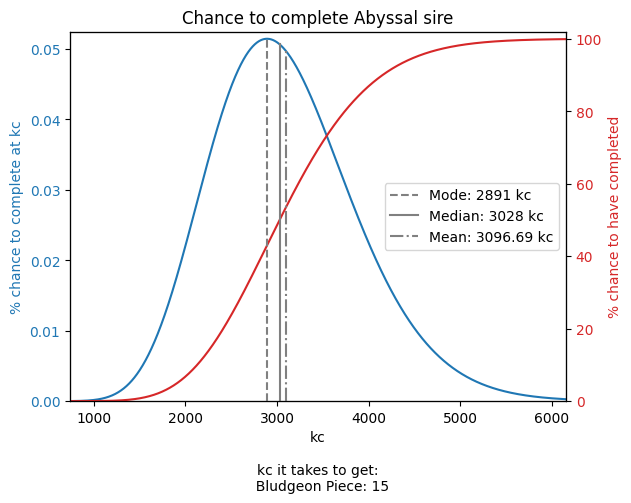 Chance to complete Abyssal sire
% chance to complete at kc
0.05
0.04
0.03
0.02
0.01
0.00
Mode: 2891 kc
Median: 3028 kc
Mean: 3096.69 kc
100
80
60
40
20
0
% chance to have completed
1000 2000 3000 4000 5000 6000
kc
kc it takes to get:
Bludgeon Piece: 15